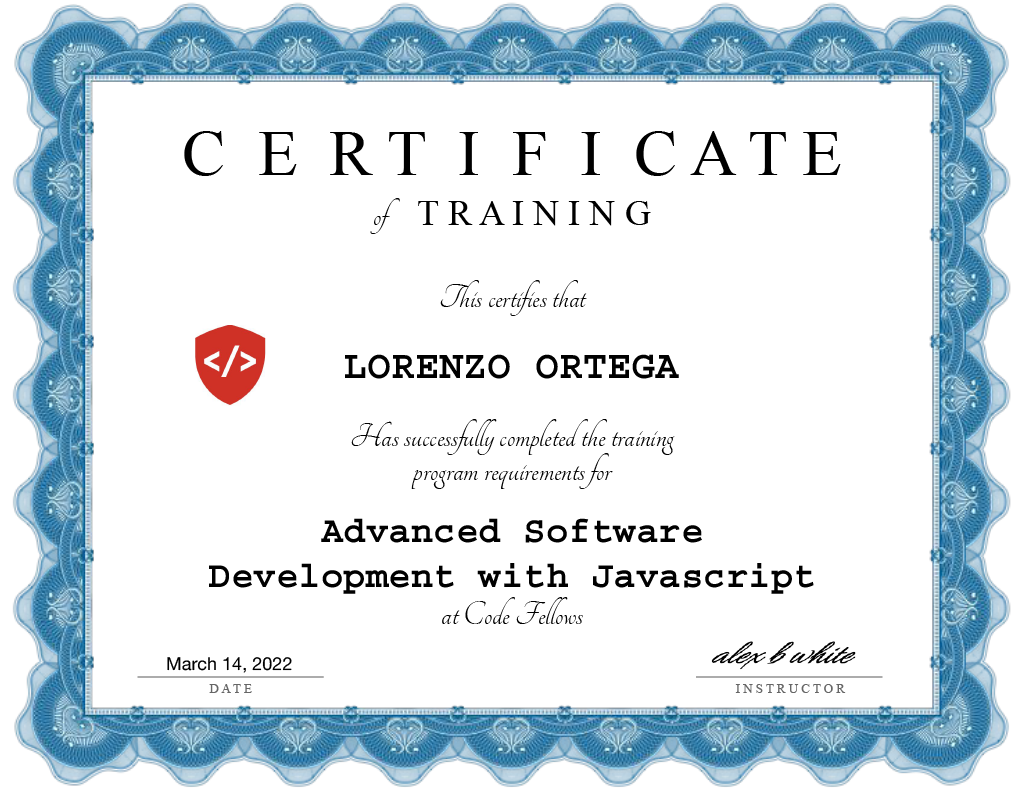 CERTIFICATE
of TRAINING
This certifies that
</>
LORENZO ORTEGA
Has successfully completed the training
program requirements for
Advanced Software
Development with Javascript
at Code Fellows
March 14, 2022
alex b white
DATE
INSTRUCTOR